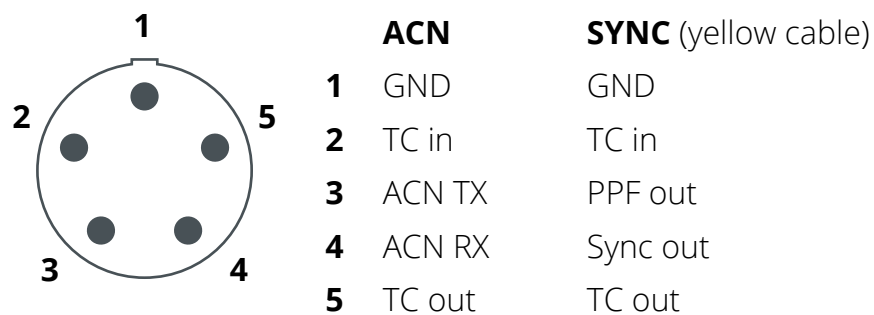 1
2
5
3
4
ACN SYNC (yellow cable)
1 GND GND
2 TC in TC in
3 ACN TX PPF out
4 ACN RX Sync out
5 TC out TC out